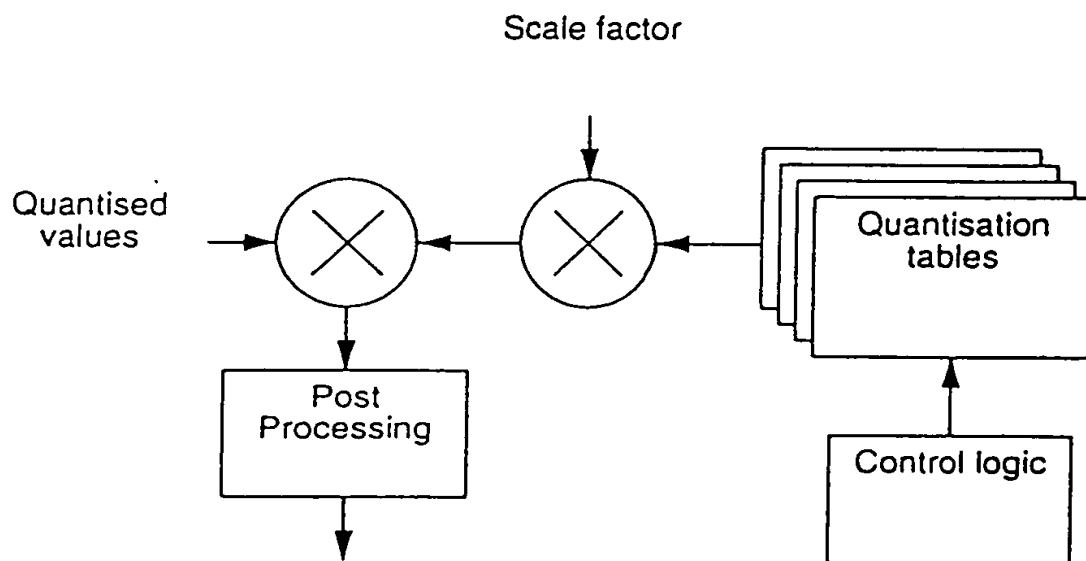 Scale factor
Quantised
values
Quantisation
tables
Post
Processing
Control logic